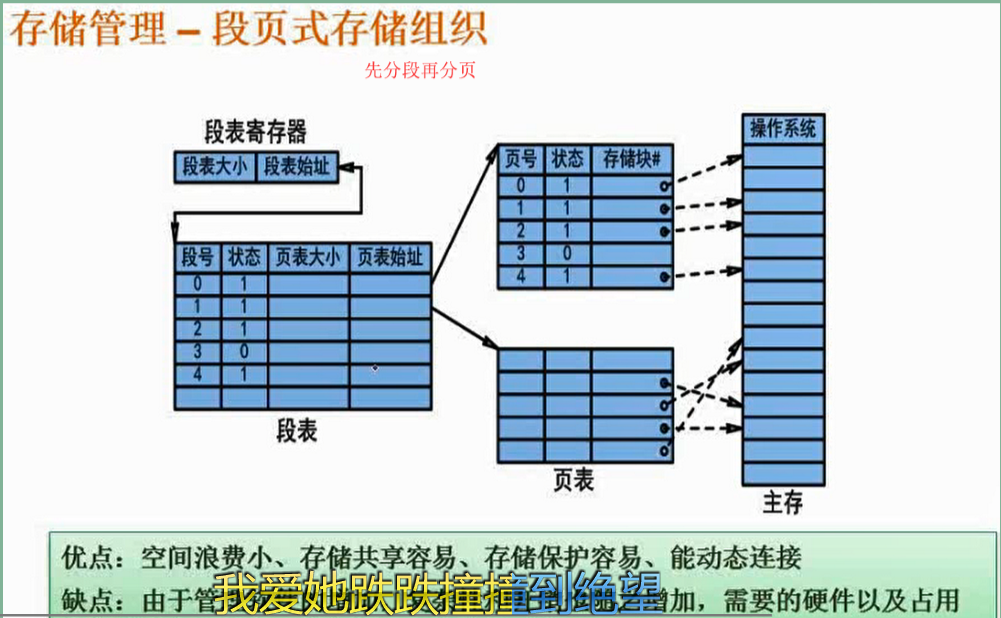 存储管理 – 段页式存储组织
先分段再分页
段表寄存器
段表大小 段表始址
段号 状态 页表大小 页表始址
0 1
1 1
2 1
3 0
4 1
段表
页号 状态 存储块#
0 1
1 1
2 1
3 0
4 1
页表
操作系统
主存
优点：空间浪费小、存储共享容易、存储保护容易、能动态连接
缺点：由于管 增加，需要的硬件以及占用
我爱她跌跌撞撞到绝望